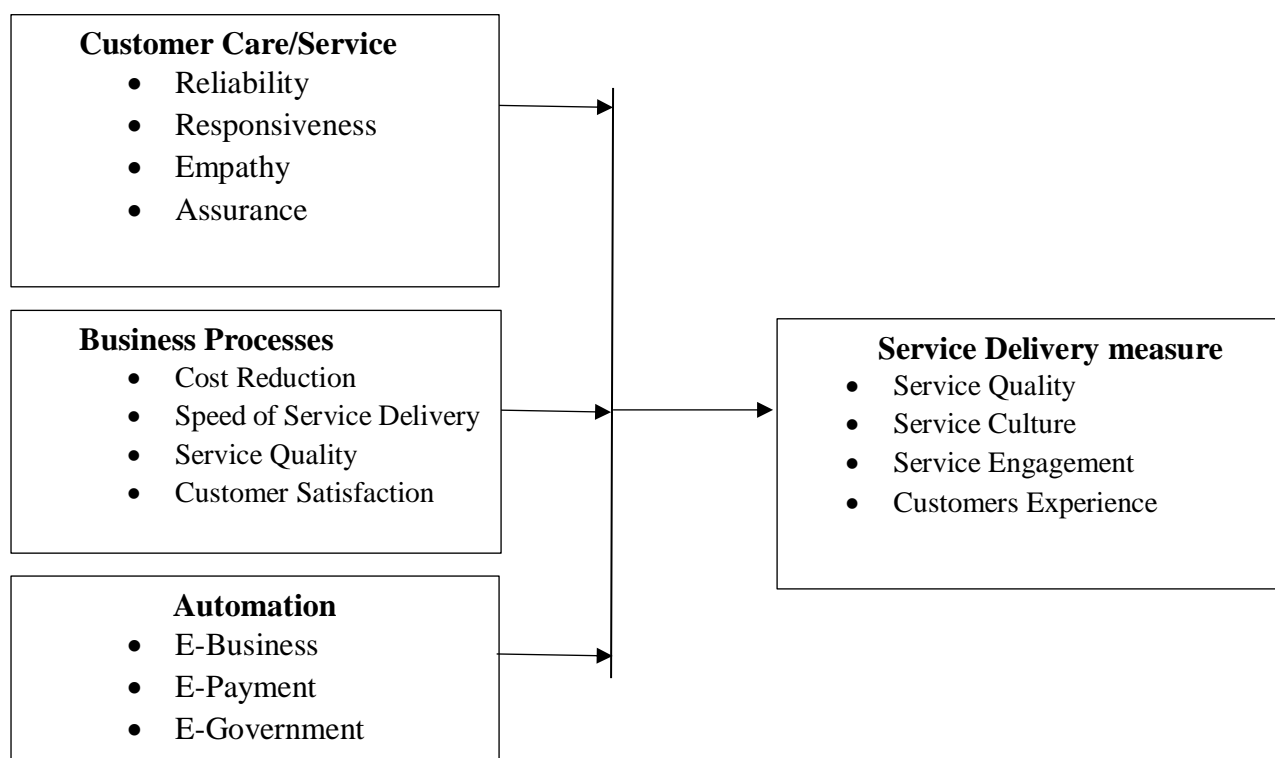 Customer Care/Service
• Reliability
• Responsiveness
• Empathy
• Assurance
Business Processes
• Cost Reduction
• Speed of Service Delivery
• Service Quality
• Customer Satisfaction
Automation
• E-Business
• E-Payment
• E-Government
Service Delivery measure
• Service Quality
• Service Culture
• Service Engagement
• Customers Experience